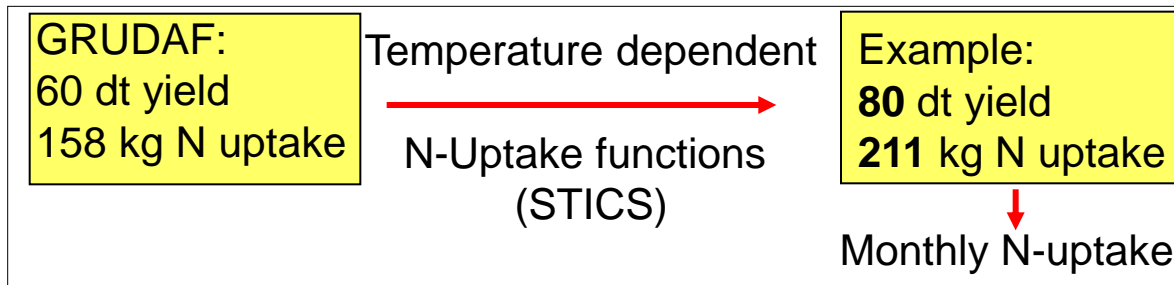 GRUDAF:
60 dt yield
158 kg N uptake
Temperature dependent
N-Uptake functions
(STICS)
Example:
80 dt yield
211 kg N uptake
Monthly N-uptake